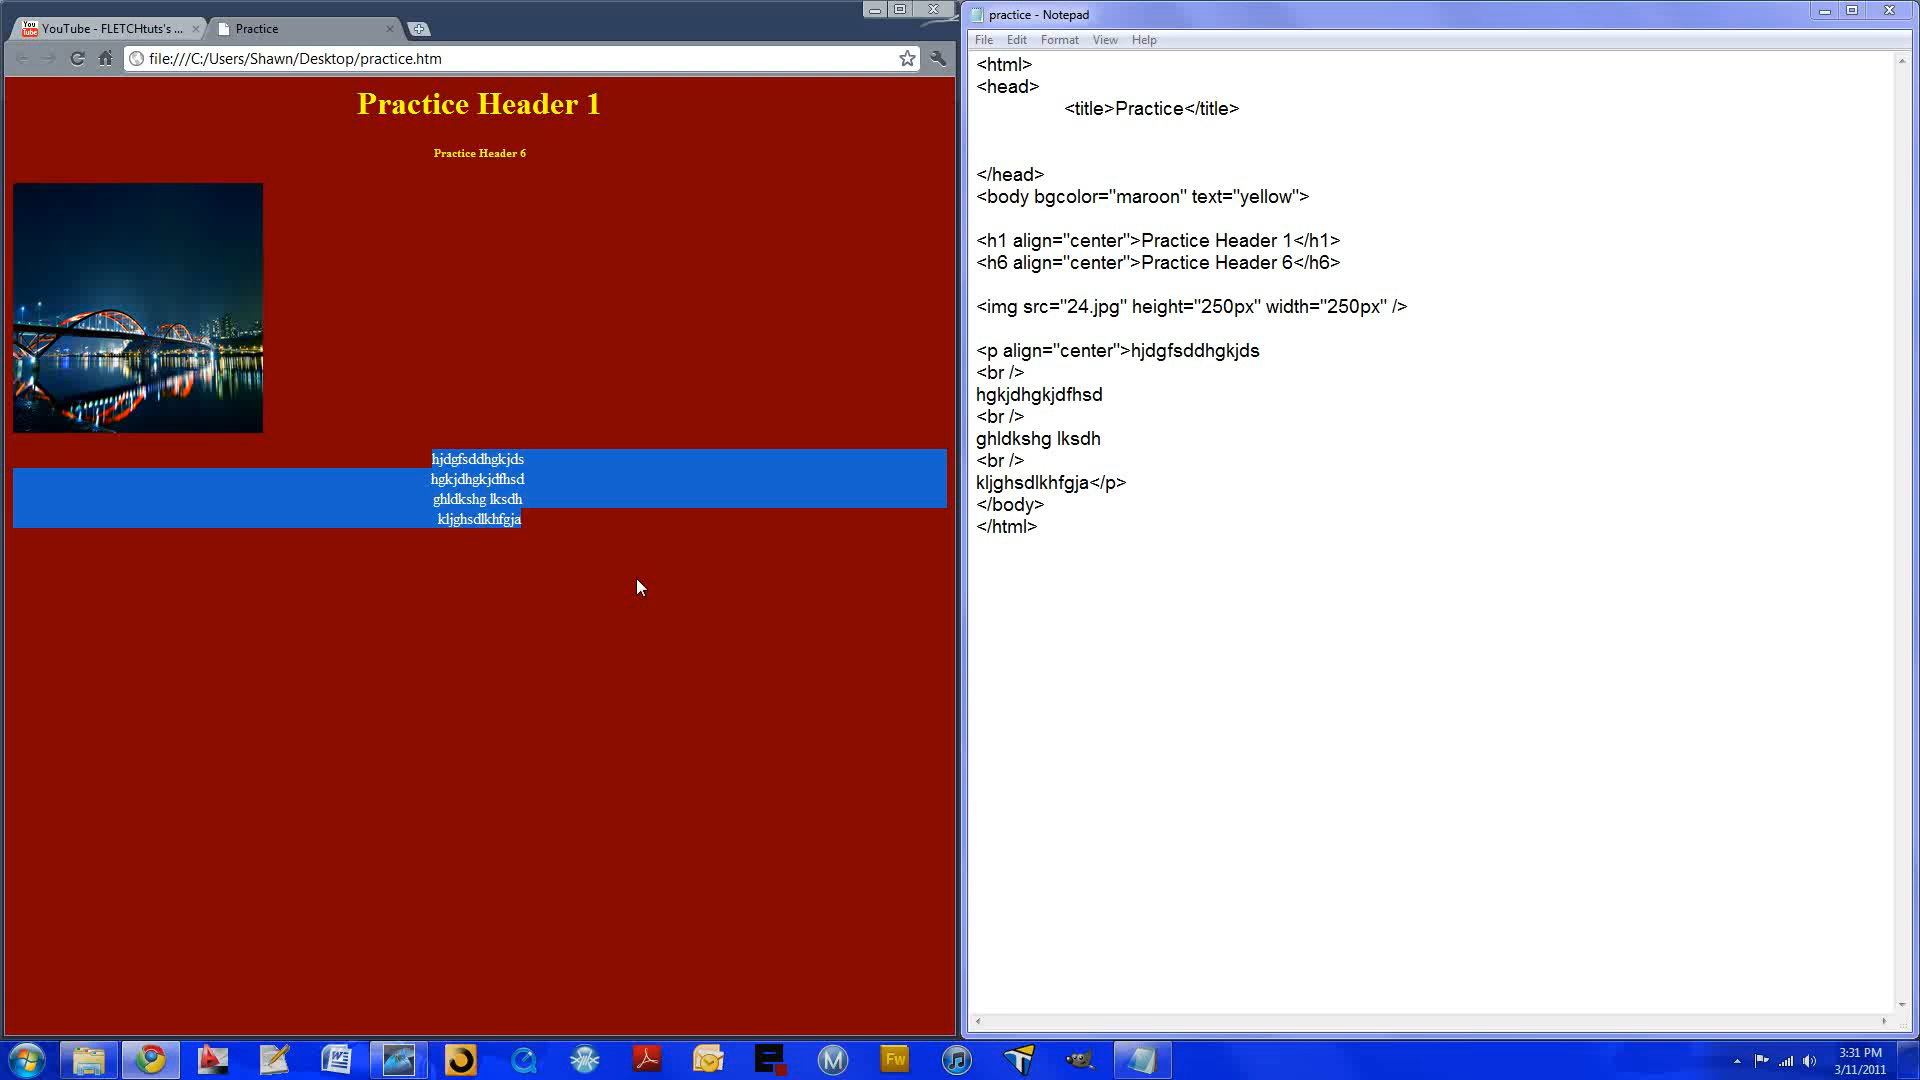 YouTube - FLETCHtuts's ...
Practice
file:///C:/Users/Shawn/Desktop/practice.htm
Practice Header 1
Practice Header 6
hjdgfsddhgkjds
hgkjdhgkjdfhsd
ghldkshg lksdh
kljghsdlkhfgja
practice - Notepad
File Edit Format View Help
<html>
<head>
<title>Practice</title>
</head>
<body bgcolor="maroon" text="yellow">
<h1 align="center">Practice Header 1</h1>
<h6 align="center">Practice Header 6</h6>
<img src="24.jpg" height="250px" width="250px" />
<p align="center">hjdgfsddhgkjds
<br />
hgkjdhgkjdfhsd
<br />
ghldkshg lksdh
<br />
kljghsdlkhfgja</p>
</body>
</html>
Fw
3:31 PM
3/11/2011